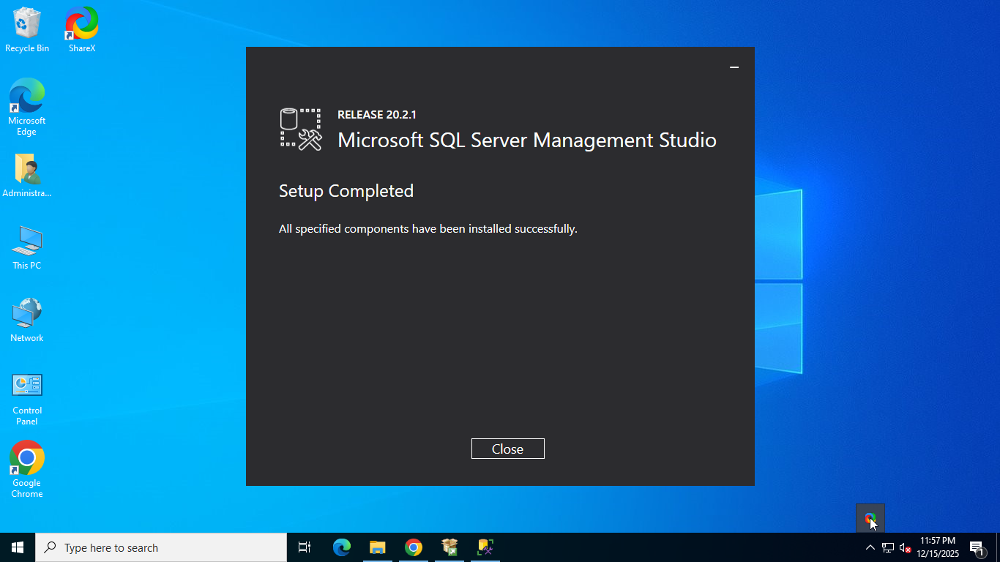 Recycle Bin
ShareX
Microsoft
Edge
Administra...
This PC
Network
Control
Panel
Google
Chrome
RELEASE 20.2.1
Microsoft SQL Server Management Studio
Setup Completed
All specified components have been installed successfully.
Close
Type here to search
11:57 PM
12/15/2025
1